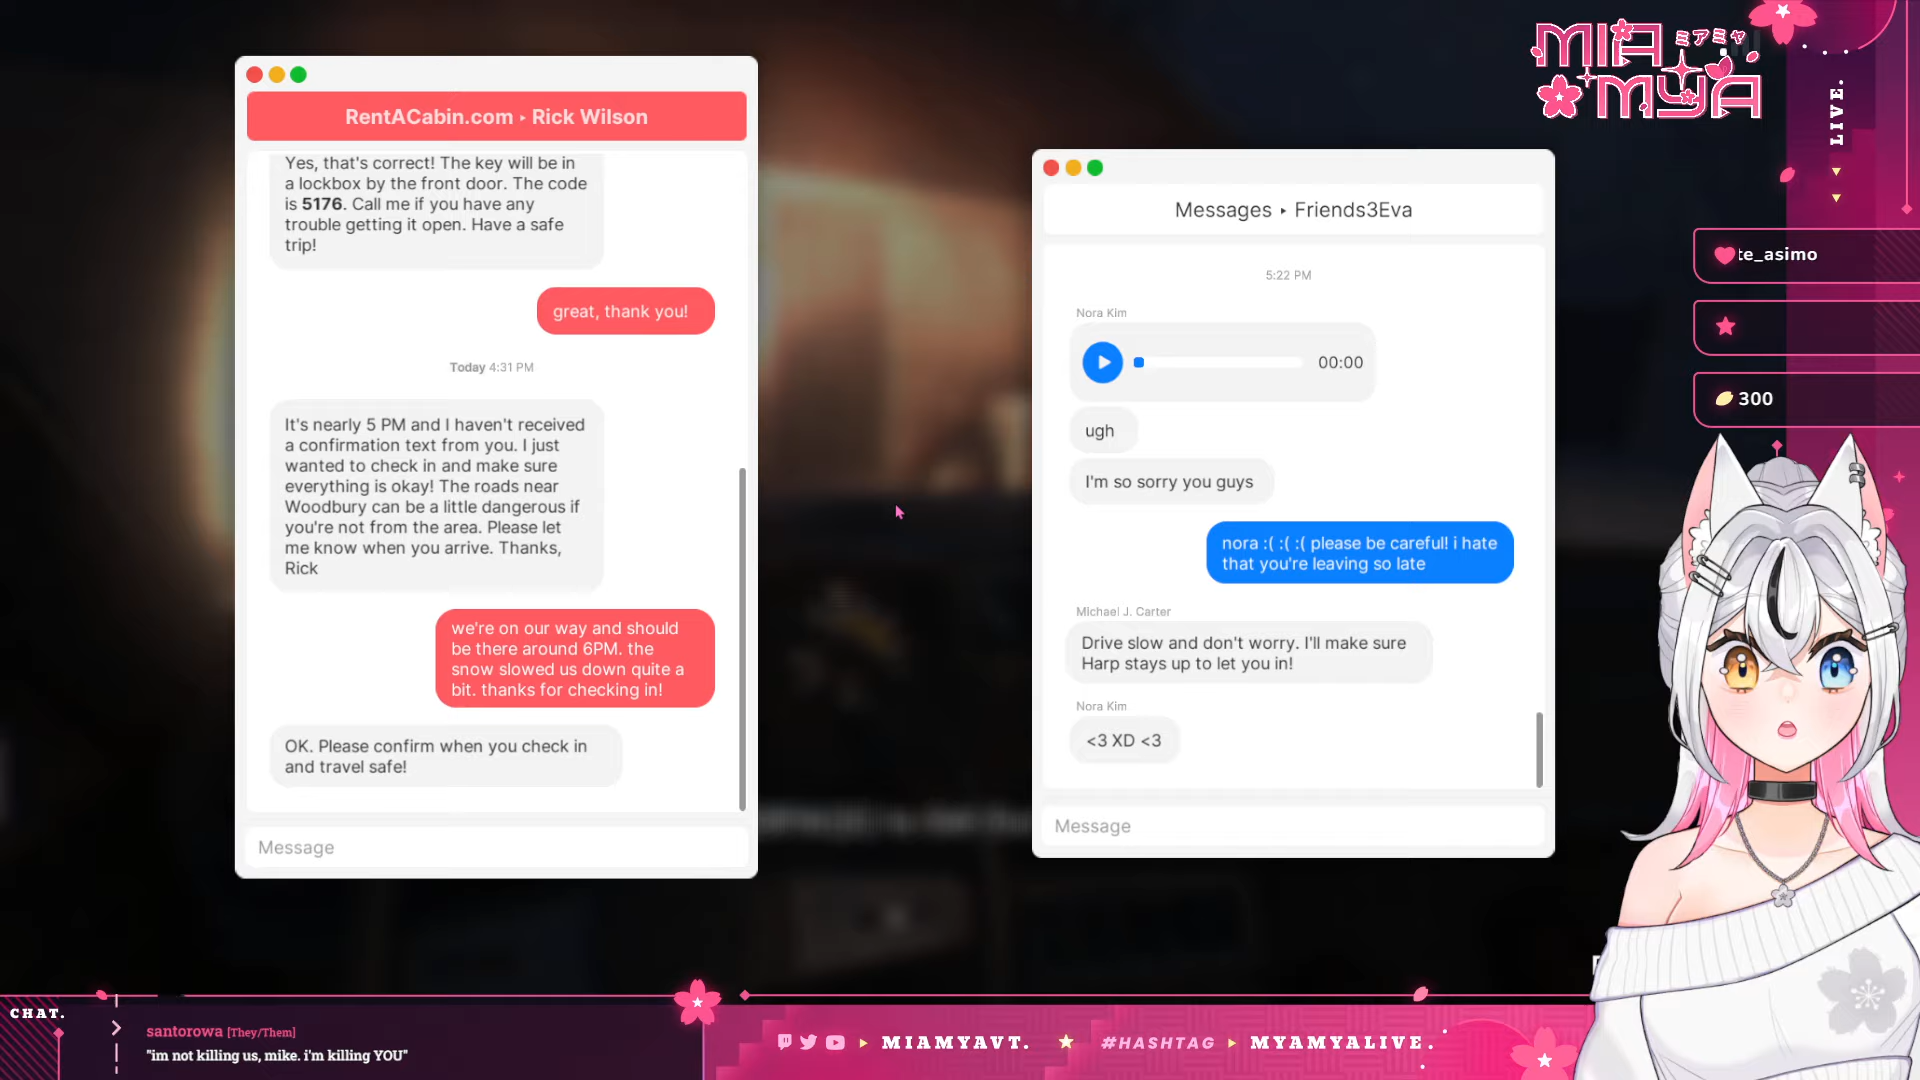 RentACabin.com ▸ Rick Wilson
Yes, that's correct! The key will be in
a lockbox by the front door. The code
is 5176. Call me if you have any
trouble getting it open. Have a safe
trip!
great, thank you!
Today 4:31 PM
It's nearly 5 PM and I haven't received
a confirmation text from you. I just
wanted to check in and make sure
everything is okay! The roads near
Woodbury can be a little dangerous if
you're not from the area. Please let
me know when you arrive. Thanks,
Rick
we're on our way and should
be there around 6PM. the
snow slowed us down quite a
bit. thanks for checking in!
OK. Please confirm when you check in
and travel safe!
Message
Messages ▸ Friends3Eva
5:22 PM
Nora Kim
00:00
ugh
I'm so sorry you guys
nora :( :( :( please be careful! i hate
that you're leaving so late
Michael J. Carter
Drive slow and don't worry. I'll make sure
Harp stays up to let you in!
Nora Kim
<3 XD <3
Message
MIA ミアミヤ
MYA
LIVE.
te_asimo
300
CHAT.
santorowa [They/Them]
"im not killing us, mike. i'm killing YOU"
MIAMYAVT.
#HASHTAG
MYAMYALIVE.